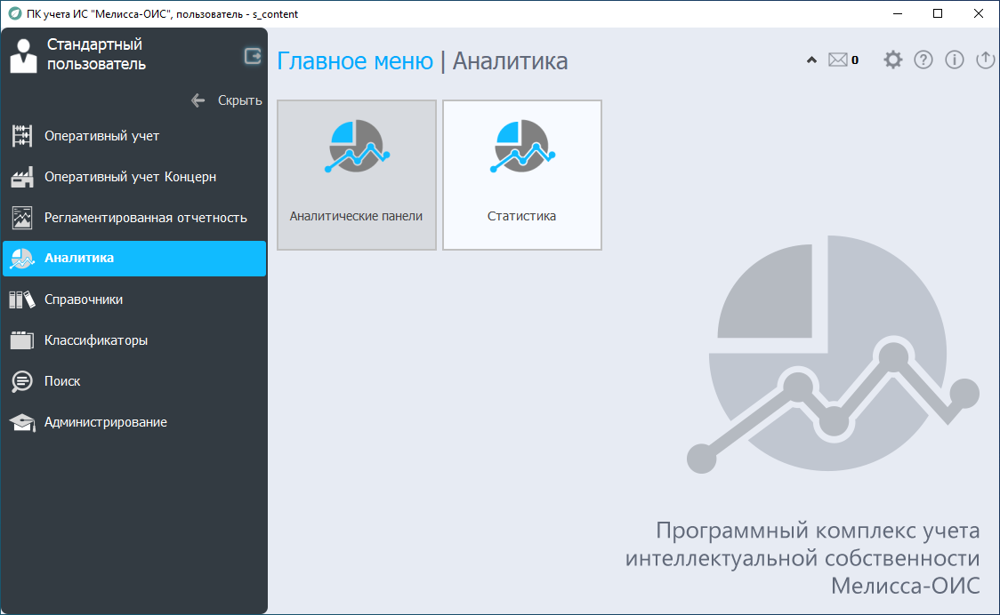 ПК учета ИС "Мелисса-ОИС", пользователь - s_content
Стандартный
пользователь
Скрыть
Оперативный учет
Оперативный учет Концерн
Регламентированная отчетность
Аналитика
Справочники
Классификаторы
Поиск
Администрирование
Главное меню | Аналитика
0
Аналитические панели
Статистика
Программный комплекс учета
интеллектуальной собственности
Мелисса-ОИС